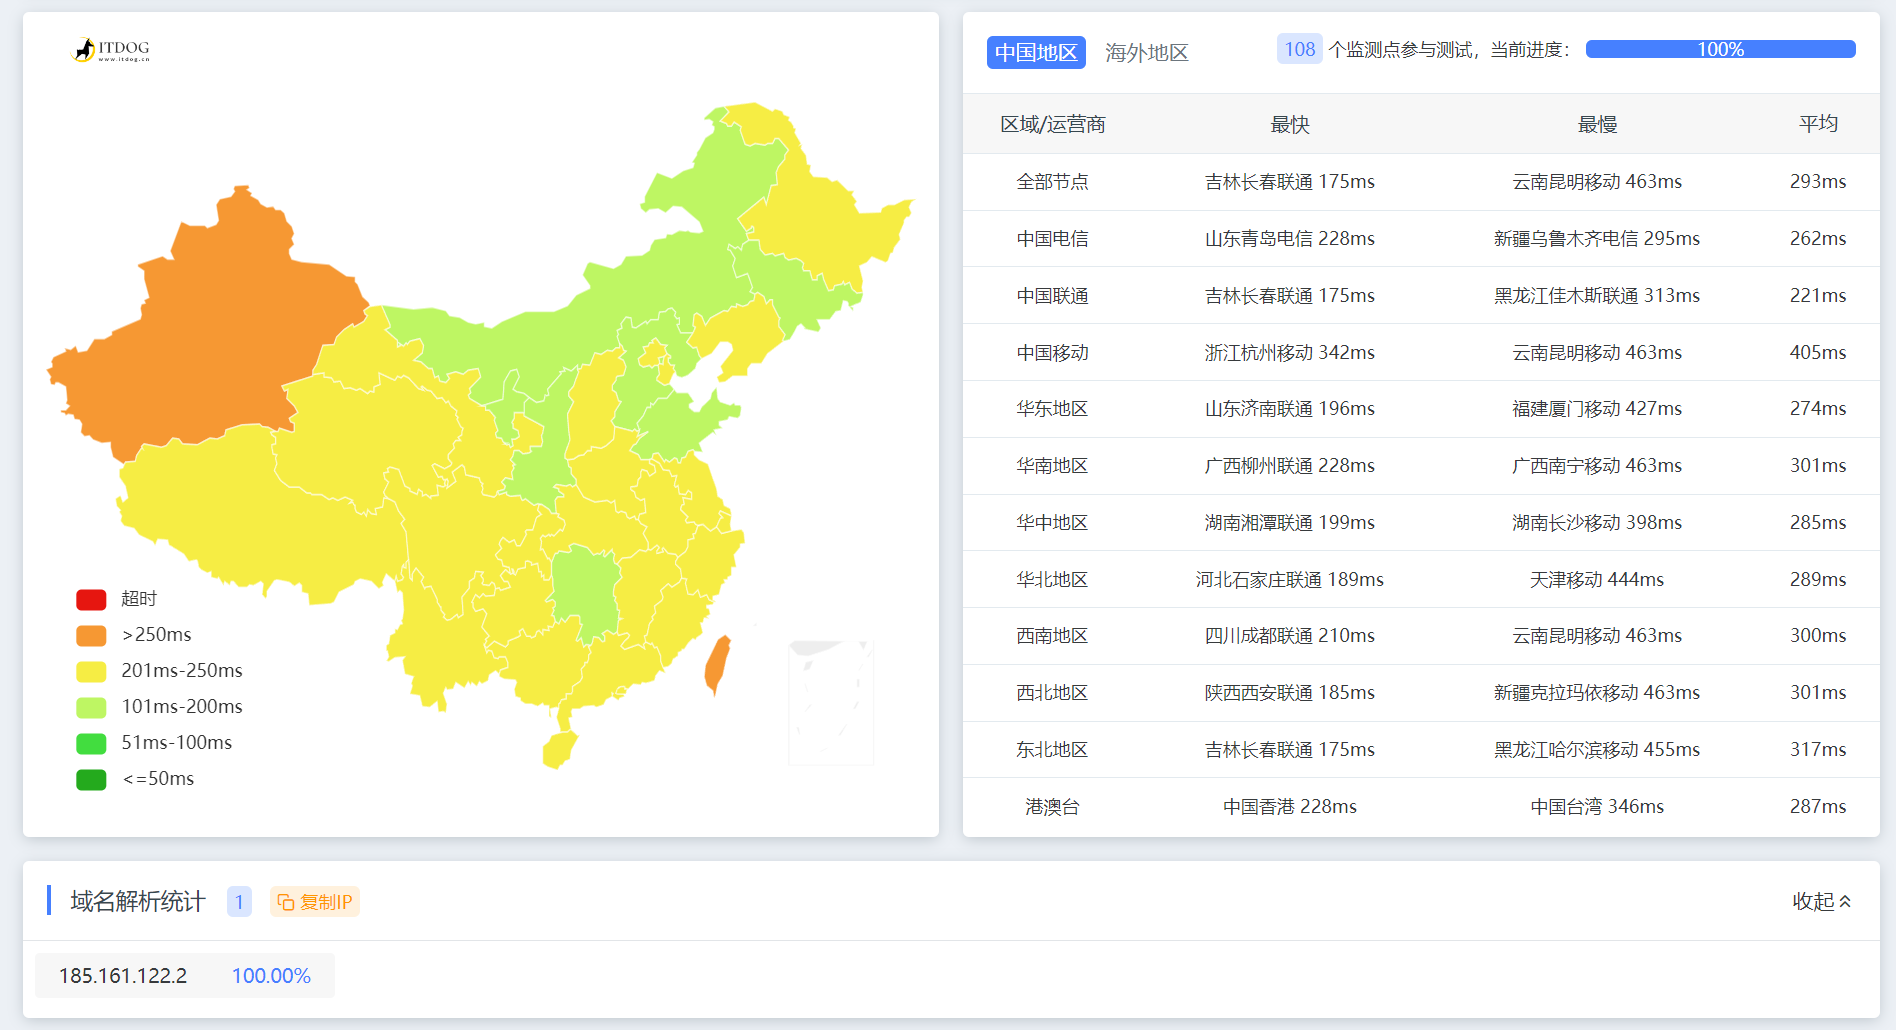 ITDOG
www.itdog.cn
超时
>250ms
201ms-250ms
101ms-200ms
51ms-100ms
<=50ms
中国地区 海外地区 108 个监测点参与测试，当前进度： 100%
区域/运营商 最快 最慢 平均
全部节点 吉林长春联通 175ms 云南昆明移动 463ms 293ms
中国电信 山东青岛电信 228ms 新疆乌鲁木齐电信 295ms 262ms
中国联通 吉林长春联通 175ms 黑龙江佳木斯联通 313ms 221ms
中国移动 浙江杭州移动 342ms 云南昆明移动 463ms 405ms
华东地区 山东济南联通 196ms 福建厦门移动 427ms 274ms
华南地区 广西柳州联通 228ms 广西南宁移动 463ms 301ms
华中地区 湖南湘潭联通 199ms 湖南长沙移动 398ms 285ms
华北地区 河北石家庄联通 189ms 天津移动 444ms 289ms
西南地区 四川成都联通 210ms 云南昆明移动 463ms 300ms
西北地区 陕西西安联通 185ms 新疆克拉玛依移动 463ms 301ms
东北地区 吉林长春联通 175ms 黑龙江哈尔滨移动 455ms 317ms
港澳台 中国香港 228ms 中国台湾 346ms 287ms
域名解析统计 1 复制IP 收起
185.161.122.2 100.00%